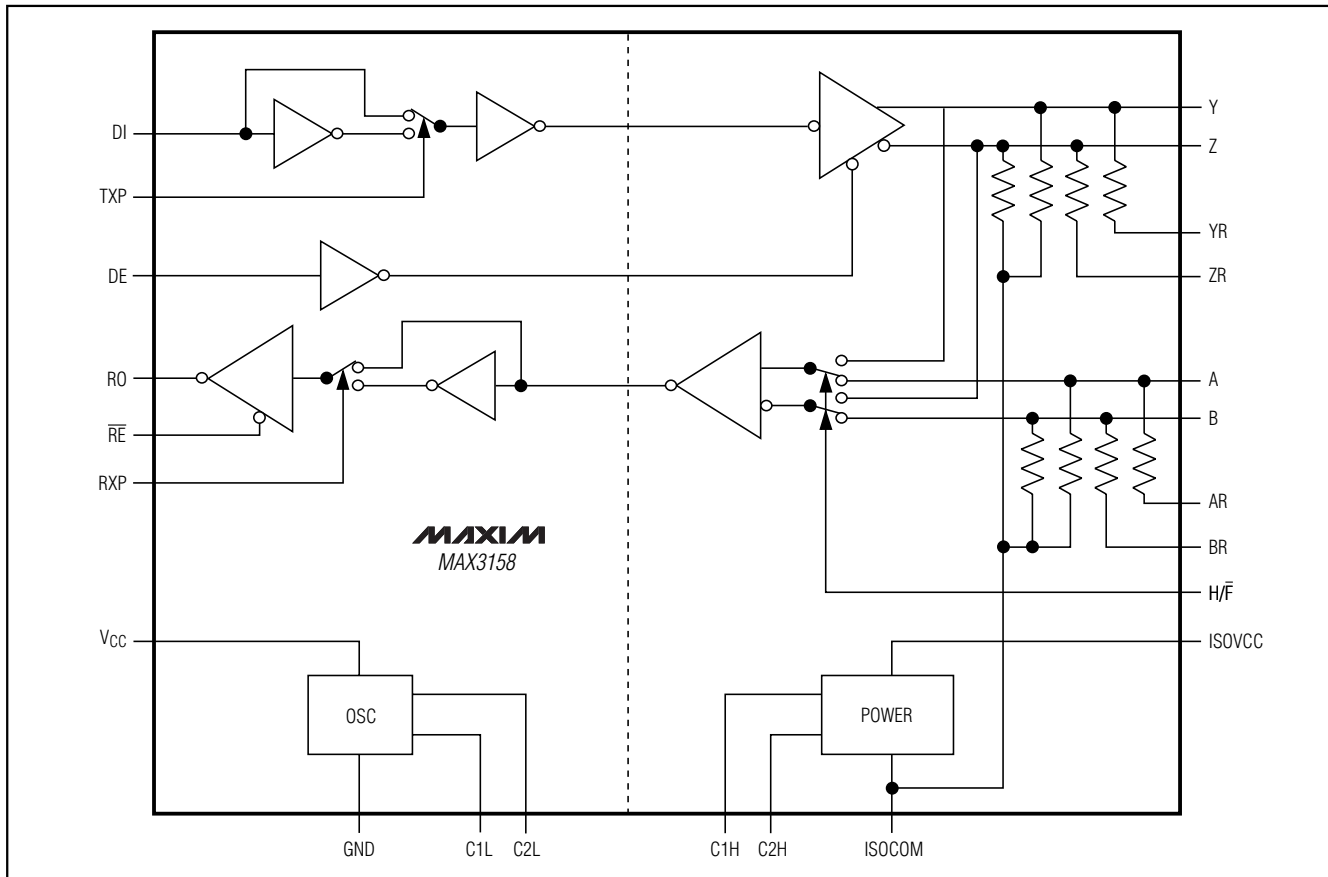 DI
TXP
DE
RO
R̅E̅
RXP
VCC
Y
Z
YR
ZR
A
B
AR
BR
H/F̅
ISOVCC
MAXIM
MAX3158
OSC
POWER
GND
C1L
C2L
C1H
C2H
ISOCOM